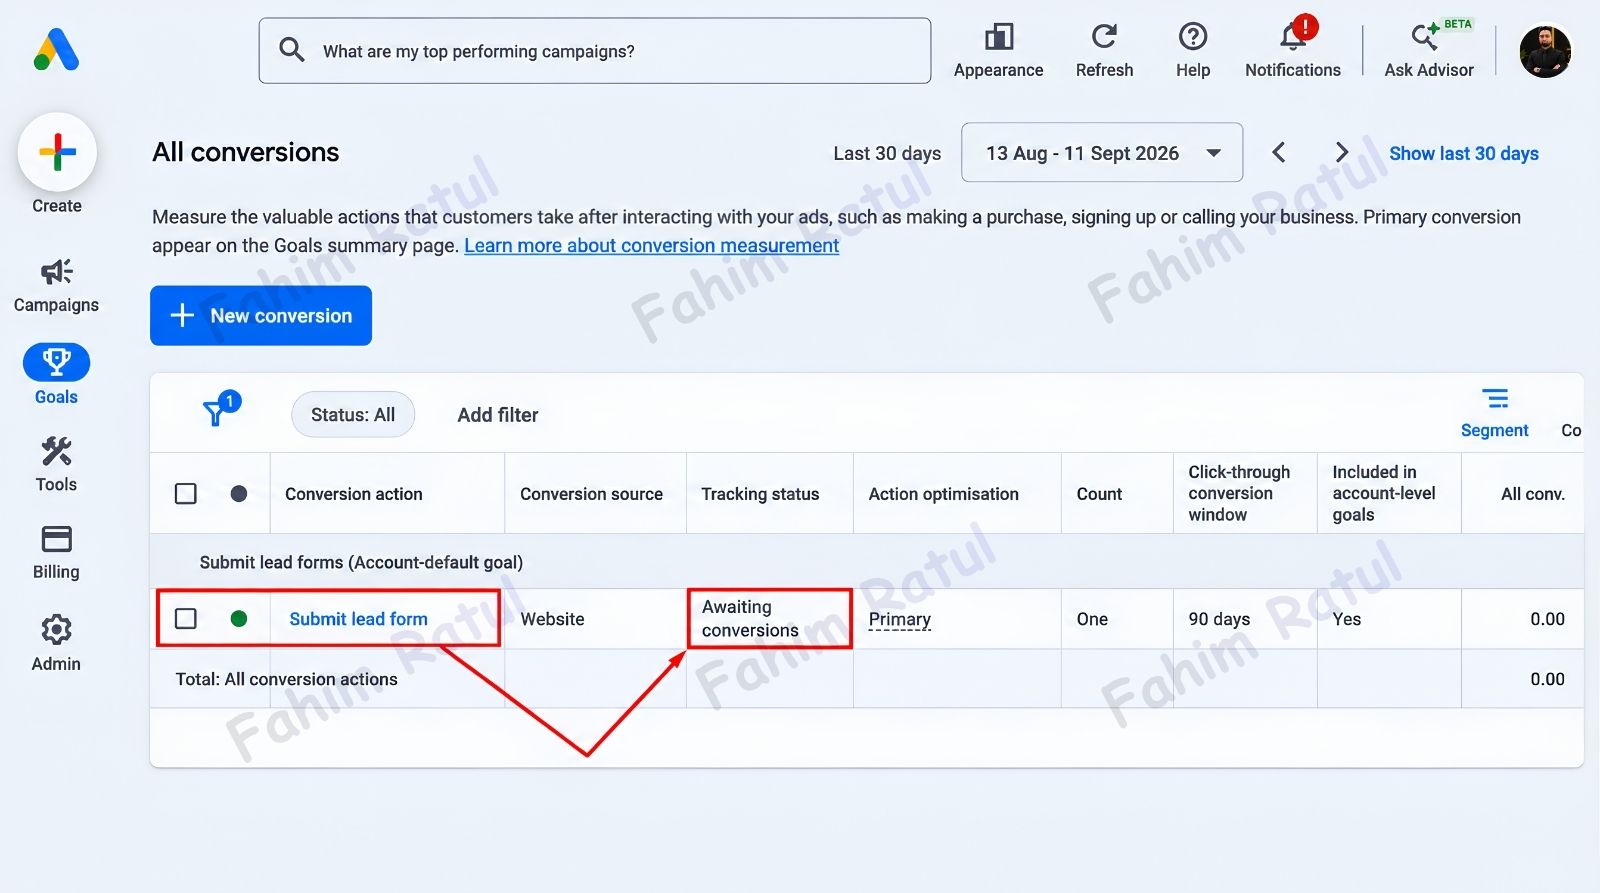 What are my top performing campaigns?
Appearance
Refresh
Help
!
Notifications
BETA
Ask Advisor
Create
Campaigns
Goals
Tools
Billing
Admin
All conversions
Last 30 days
13 Aug - 11 Sept 2026
Show last 30 days
Measure the valuable actions that customers take after interacting with your ads, such as making a purchase, signing up or calling your business. Primary conversion
appear on the Goals summary page. Learn more about conversion measurement
+ New conversion
1
Status: All
Add filter
Segment
Co
Conversion action
Conversion source
Tracking status
Action optimisation
Count
Click-through
conversion
window
Included in
account-level
goals
All conv.
Submit lead forms (Account-default goal)
Submit lead form
Website
Awaiting
conversions
Primary
One
90 days
Yes
0.00
Total: All conversion actions
0.00
Fahim Ratul
Fahim Ratul
Fahim Ratul
Fahim Ratul
Fahim Ratul
Fahim Ratul